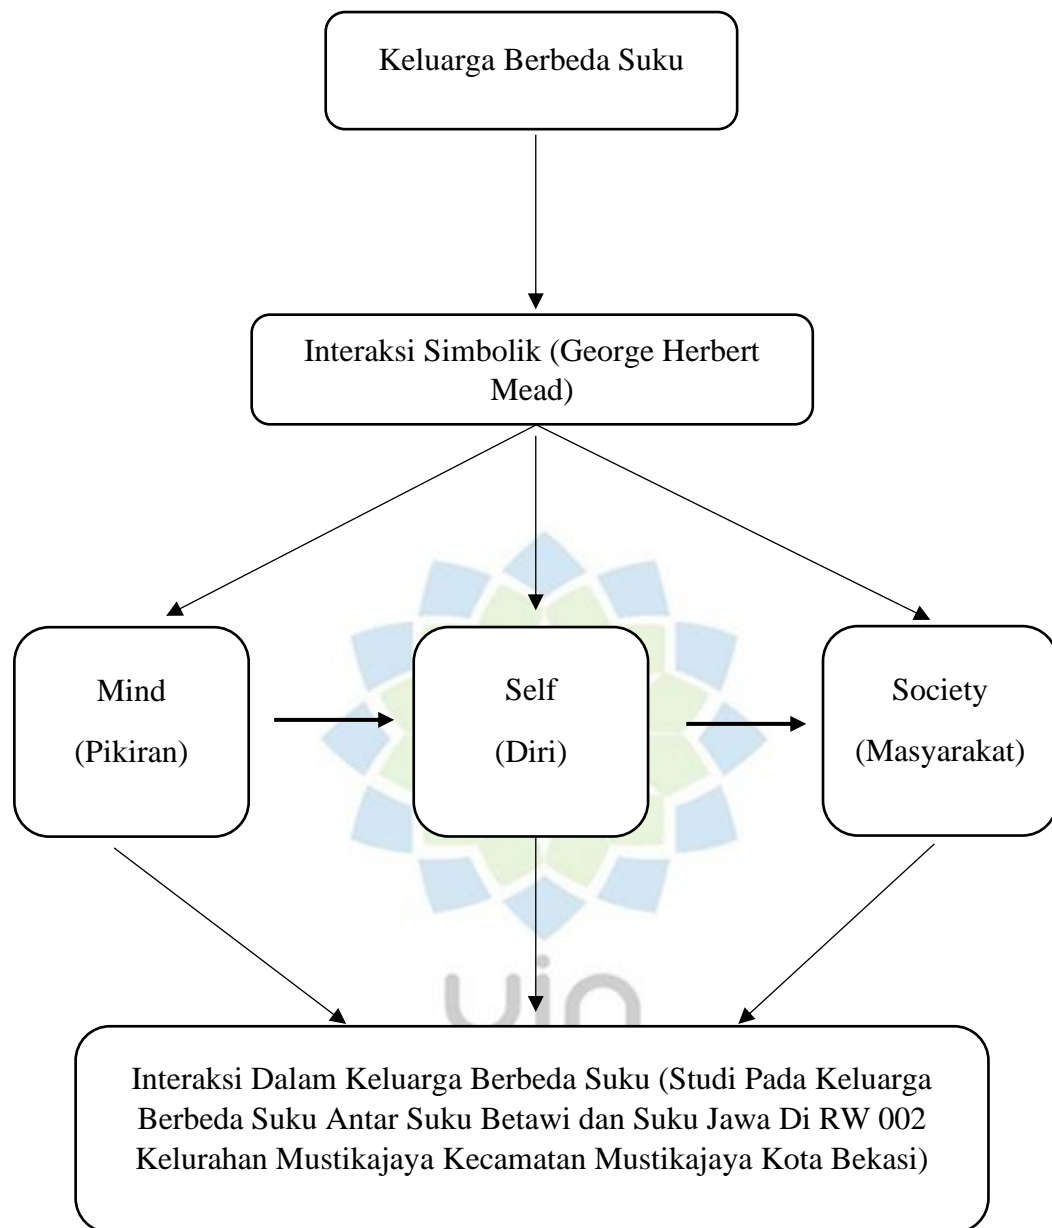 Keluarga Berbeda Suku
Interaksi Simbolik (George Herbert
Mead)
Mind
(Pikiran)
Self
(Diri)
Society
(Masyarakat)
uin
Interaksi Dalam Keluarga Berbeda Suku (Studi Pada Keluarga
Berbeda Suku Antar Suku Betawi dan Suku Jawa Di RW 002
Kelurahan Mustikajaya Kecamatan Mustikajaya Kota Bekasi)